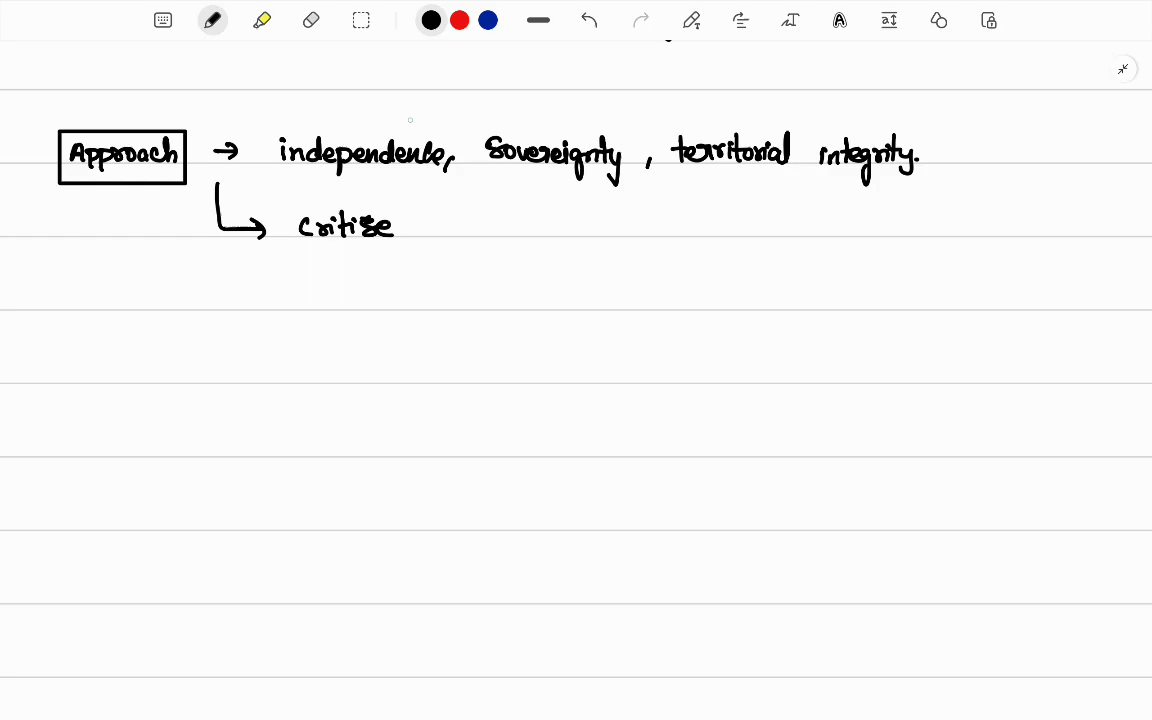 Approach → independence, Sovereignty, territorial integrity.
→ critise